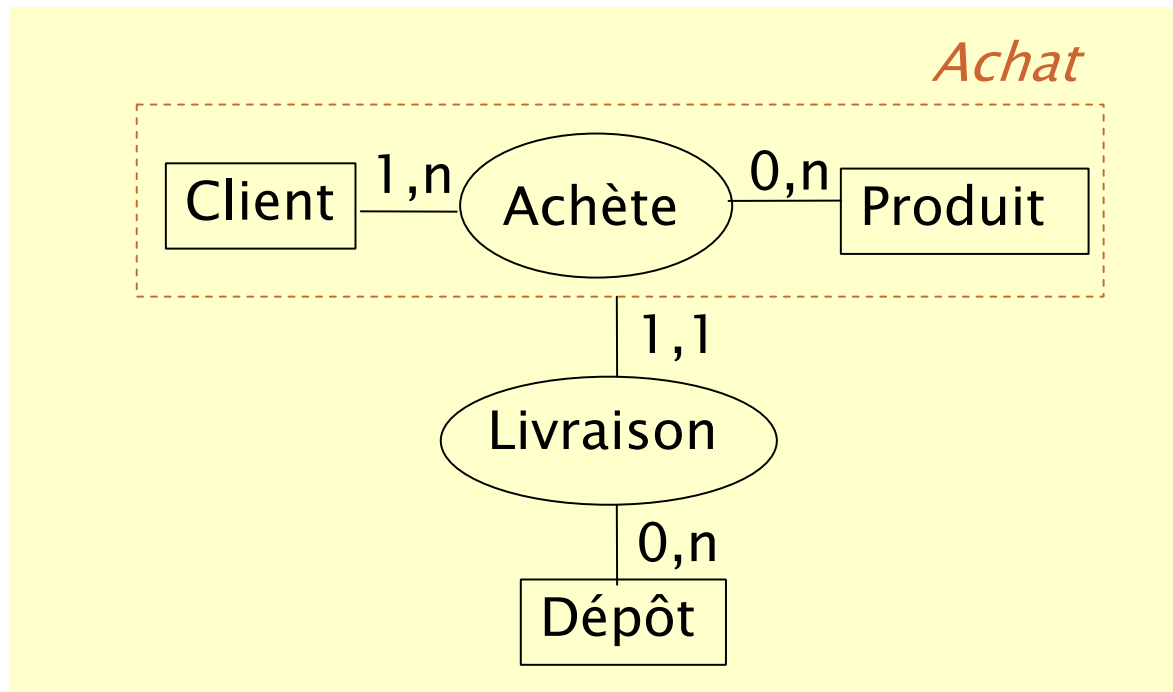 Achat
Client 1,n Achète 0,n Produit
1,1
Livraison
0,n
Dépôt